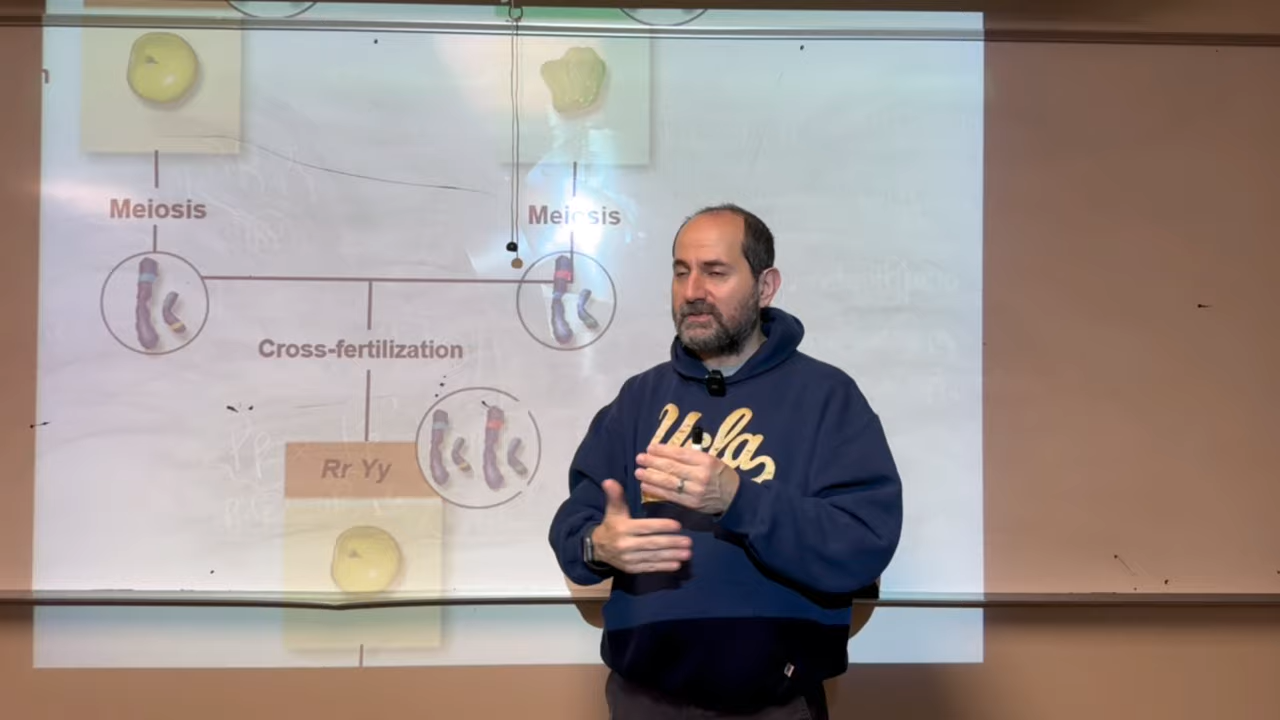 n
Meiosis
Meiosis
Cross-fertilization
Rr Yy
Ucla